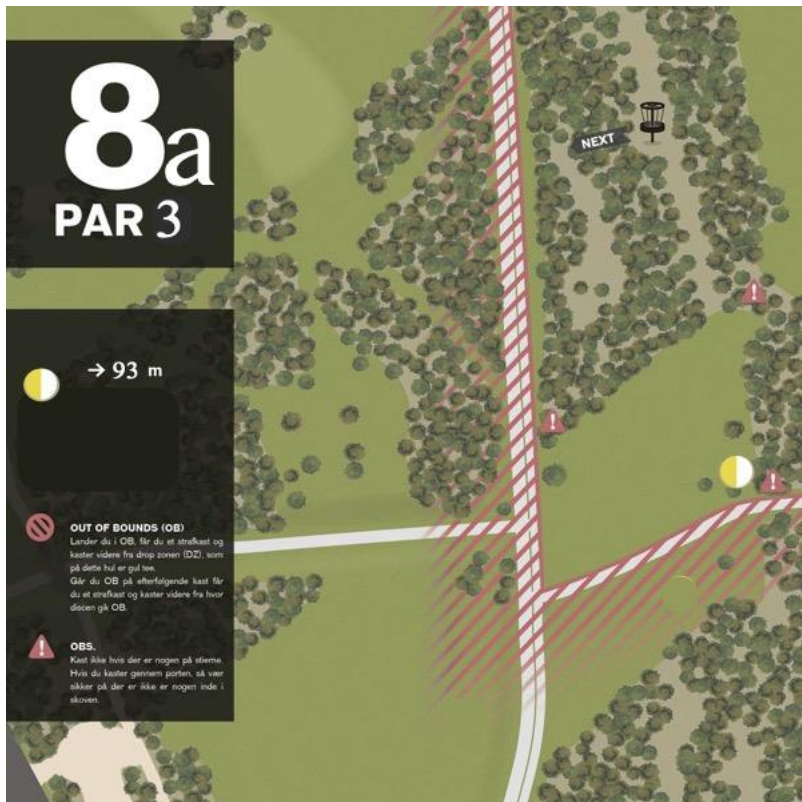 8a
PAR 3
NEXT
→ 93 m
OUT OF BOUNDS (OB)
Lander du i OB, får du et strafkast og
kaster videre fra drop zonen (DZ), som
på dette hul er gul tee.
Går du OB på efterfølgende kast får
du et strafkast og kaster videre fra hvor
discen gik OB.
OBS.
Kast ikke hvis der er nogen på stierne.
Hvis du kaster gennem porten, så vær
sikker på der er ikke er nogen inde i
skoven.